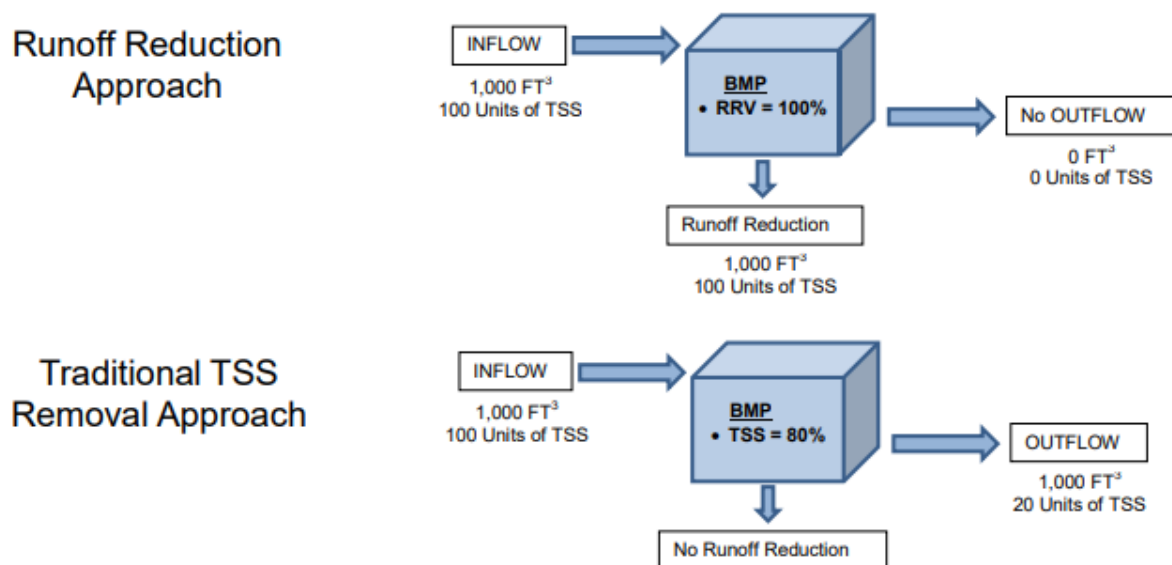 Runoff Reduction
Approach
INFLOW
1,000 FT³
100 Units of TSS
BMP
• RRV = 100%
No OUTFLOW
0 FT³
0 Units of TSS
Runoff Reduction
1,000 FT³
100 Units of TSS
Traditional TSS
Removal Approach
INFLOW
1,000 FT³
100 Units of TSS
BMP
• TSS = 80%
OUTFLOW
1,000 FT³
20 Units of TSS
No Runoff Reduction